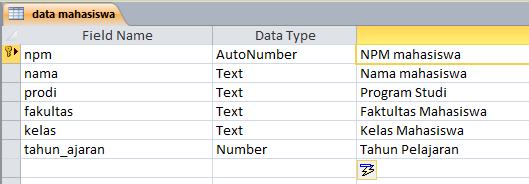 data mahasiswa
Field Name Data Type
npm AutoNumber NPM mahasiswa
nama Text Nama mahasiswa
prodi Text Program Studi
fakultas Text Faktultas Mahasiswa
kelas Text Kelas Mahasiswa
tahun_ajaran Number Tahun Pelajaran